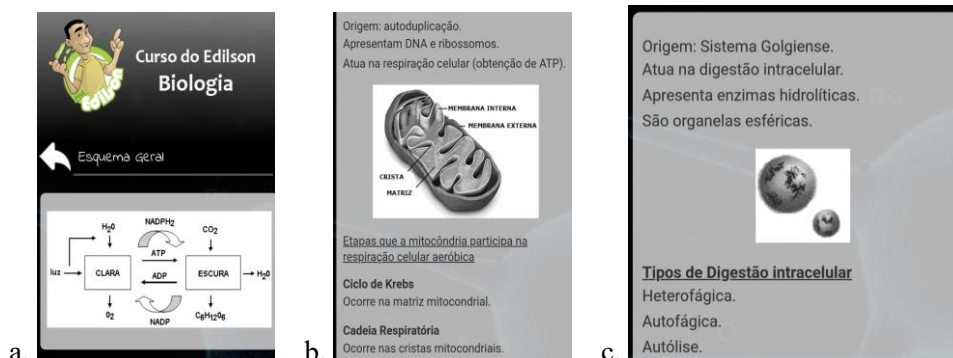 Curso do Edilson
Biologia
Edilson
Esquema Geral
H20
NADPH2
CO2
luz
CLARA
ATP
ADP
ESCURA
H20
O2
NADP
C6H12O6
a.
Origem: autoduplicação.
Apresentam DNA e ribossomos.
Atua na respiração celular (obtenção de ATP).
MEMBRANA INTERNA
MEMBRANA EXTERNA
CRISTA
MATRIZ
Etapas que a mitocôndria participa na
respiração celular aeróbica
Ciclo de Krebs
Ocorre na matriz mitocondrial.
Cadeia Respiratória
Ocorre nas cristas mitocondriais.
b.
Origem: Sistema Golgiense.
Atua na digestão intracelular.
Apresenta enzimas hidrolíticas.
São organelas esféricas.
Tipos de Digestão intracelular
Heterofágica.
Autofágica.
Autólise.
c.